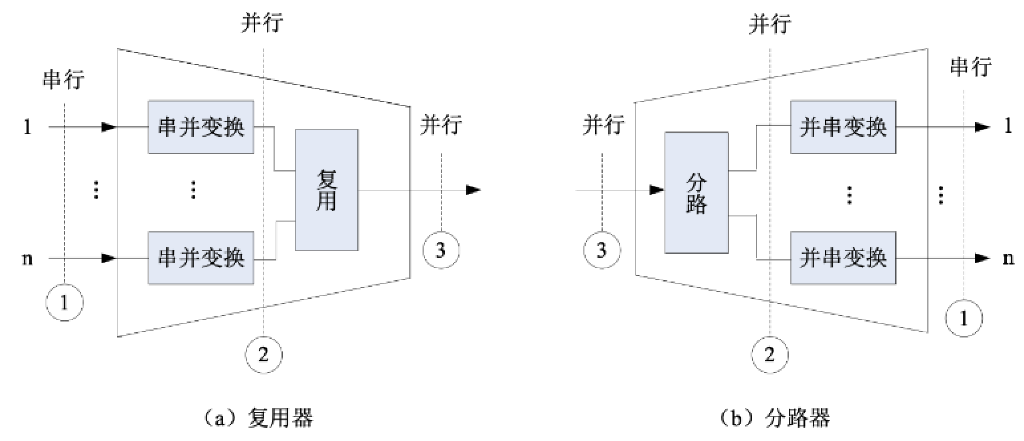 并行
串行
1
串并变换
复用
并行
⋮
⋮
n
串并变换
3
1
2
(a) 复用器
并行
串行
并行
并串变换
1
分路
⋮
⋮
3
并串变换
n
1
2
(b) 分路器